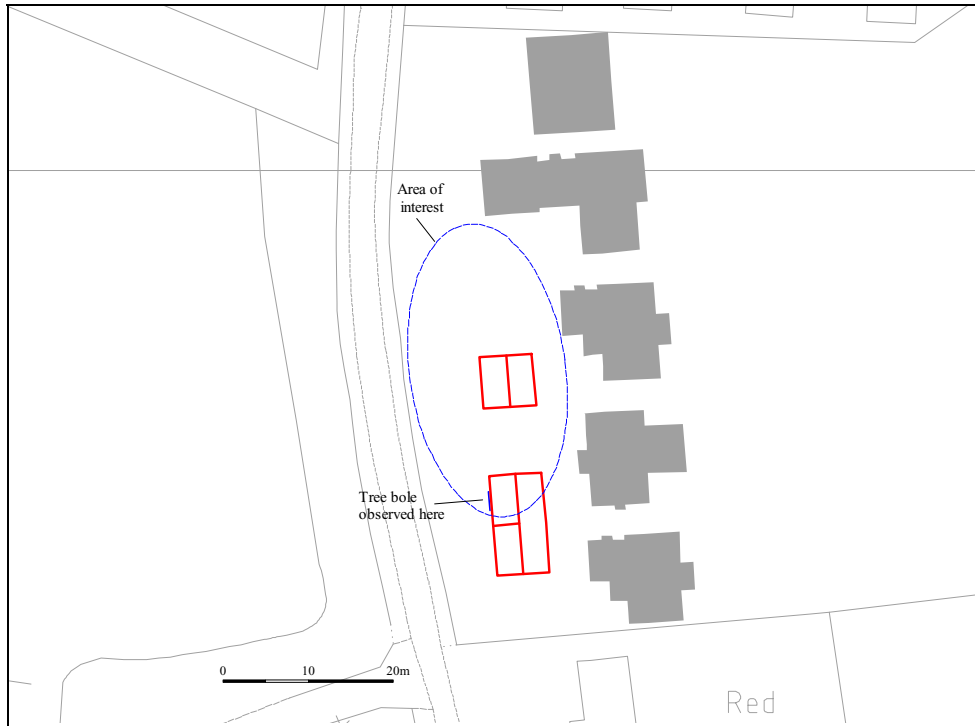 Area of
interest
Tree bole
observed here
0 10 20m
Red